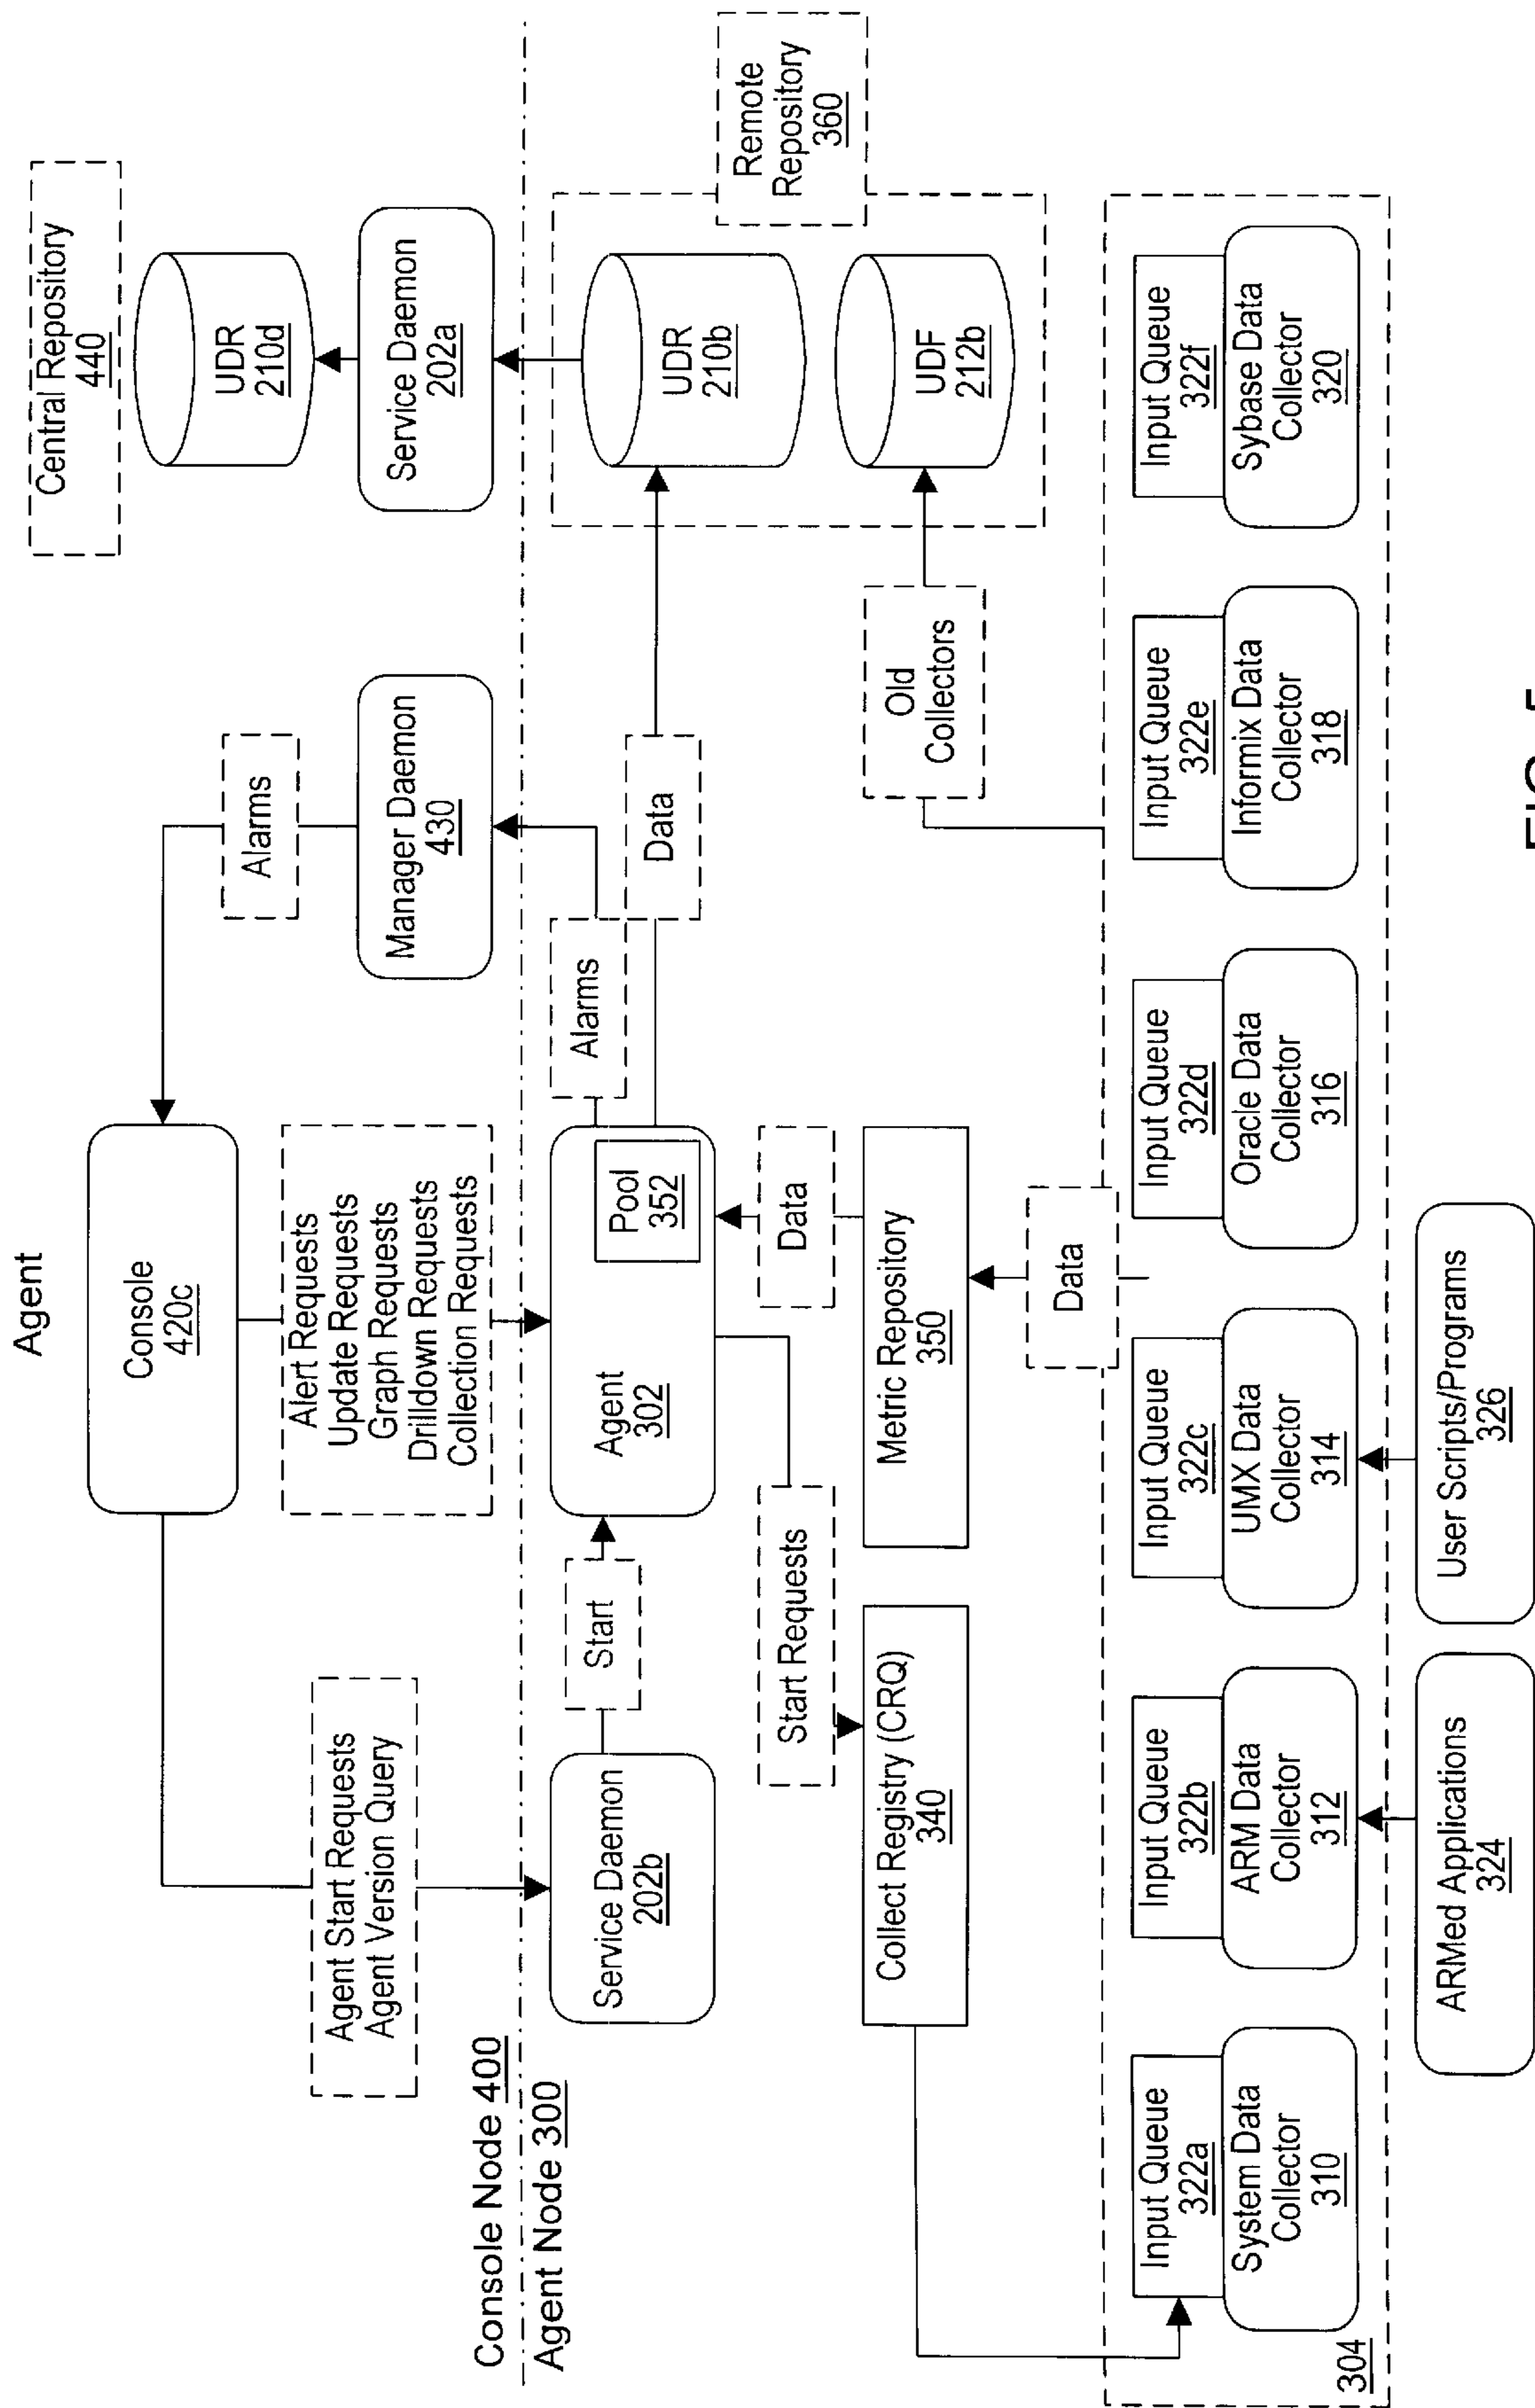 Agent
Console
420c
Central Repository
440
UDR
210d
Alarms
Agent Start Requests
Agent Version Query
Alert Requests
Update Requests
Graph Requests
Drilldown Requests
Collection Requests
Manager Daemon
430
Service Daemon
202a
Console Node 400
Agent Node 300
Service Daemon
202b
Start
Agent
302
Pool
352
Alarms
Data
UDR
210b
Remote
Repository
360
Start Requests
Data
Old
Collectors
UDF
212b
Collect Registry (CRQ)
340
Metric Repository
350
Data
Input Queue
322a
System Data
Collector
310
Input Queue
322b
ARM Data
Collector
312
Input Queue
322c
UMX Data
Collector
314
Input Queue
322d
Oracle Data
Collector
316
Input Queue
322e
Informix Data
Collector
318
Input Queue
322f
Sybase Data
Collector
320
304
ARMed Applications
324
User Scripts/Programs
326